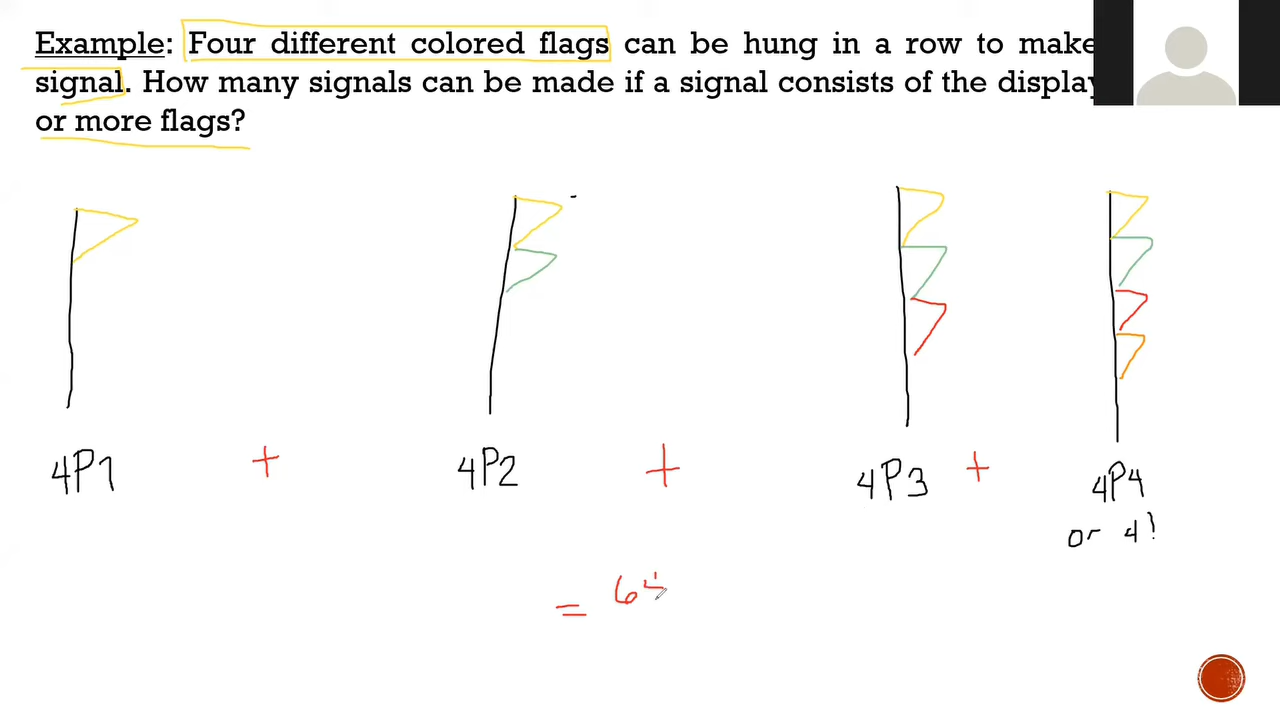 Example: Four different colored flags can be hung in a row to make
signal. How many signals can be made if a signal consists of the display
or more flags?
4P1 + 4P2 + 4P3 + 4P4
or 4!
= 64